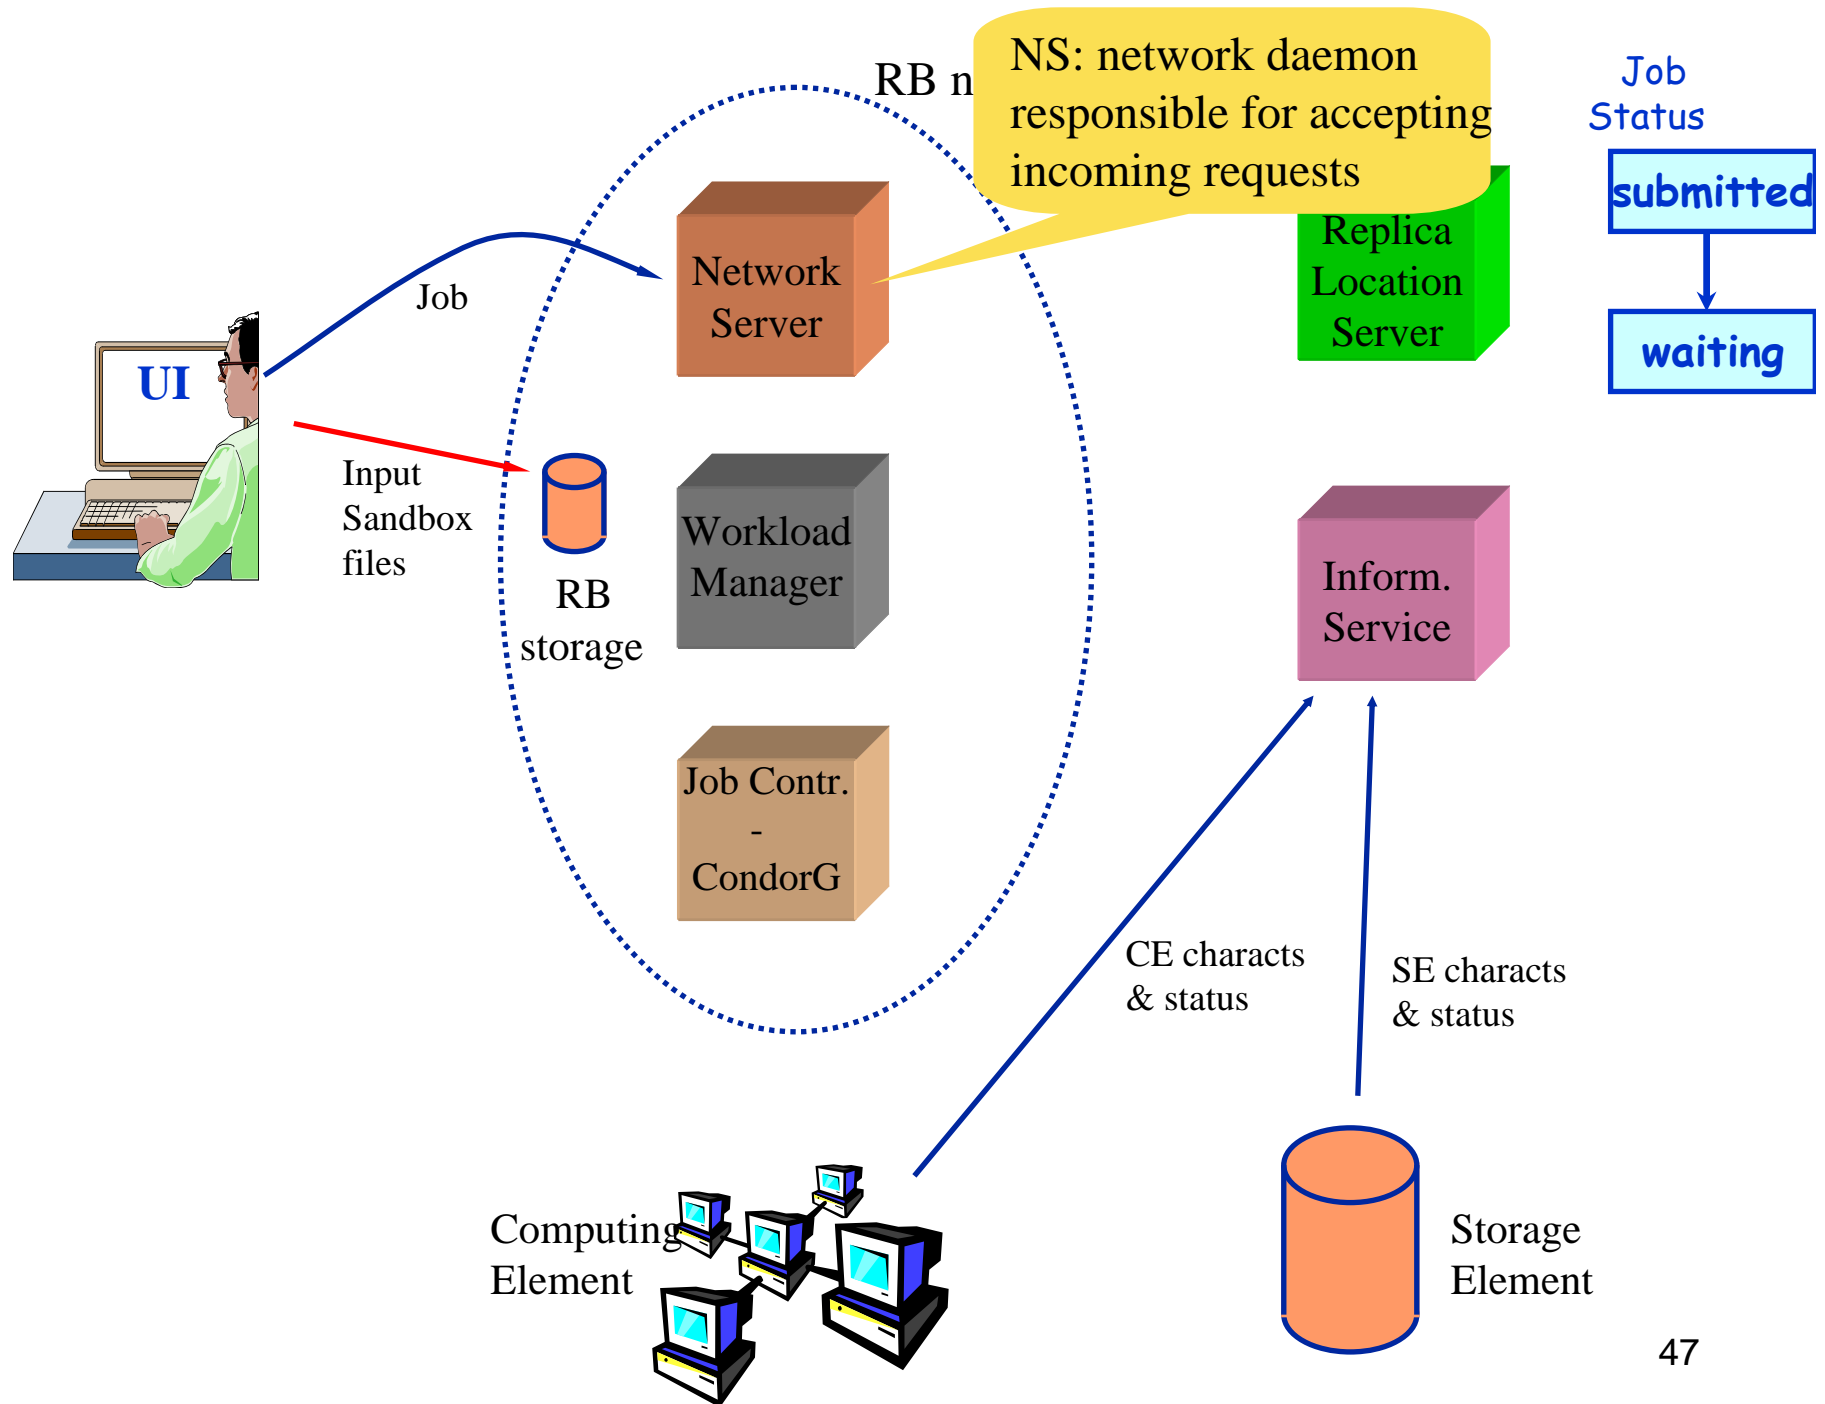 RB n
NS: network daemon
responsible for accepting
incoming requests
Job
Status
submitted
waiting
Network
Server
Replica
Location
Server
Job
UI
Input
Sandbox
files
RB
storage
Workload
Manager
Inform.
Service
Job Contr.
-
CondorG
CE characts
& status
SE characts
& status
Computing
Element
Storage
Element
47